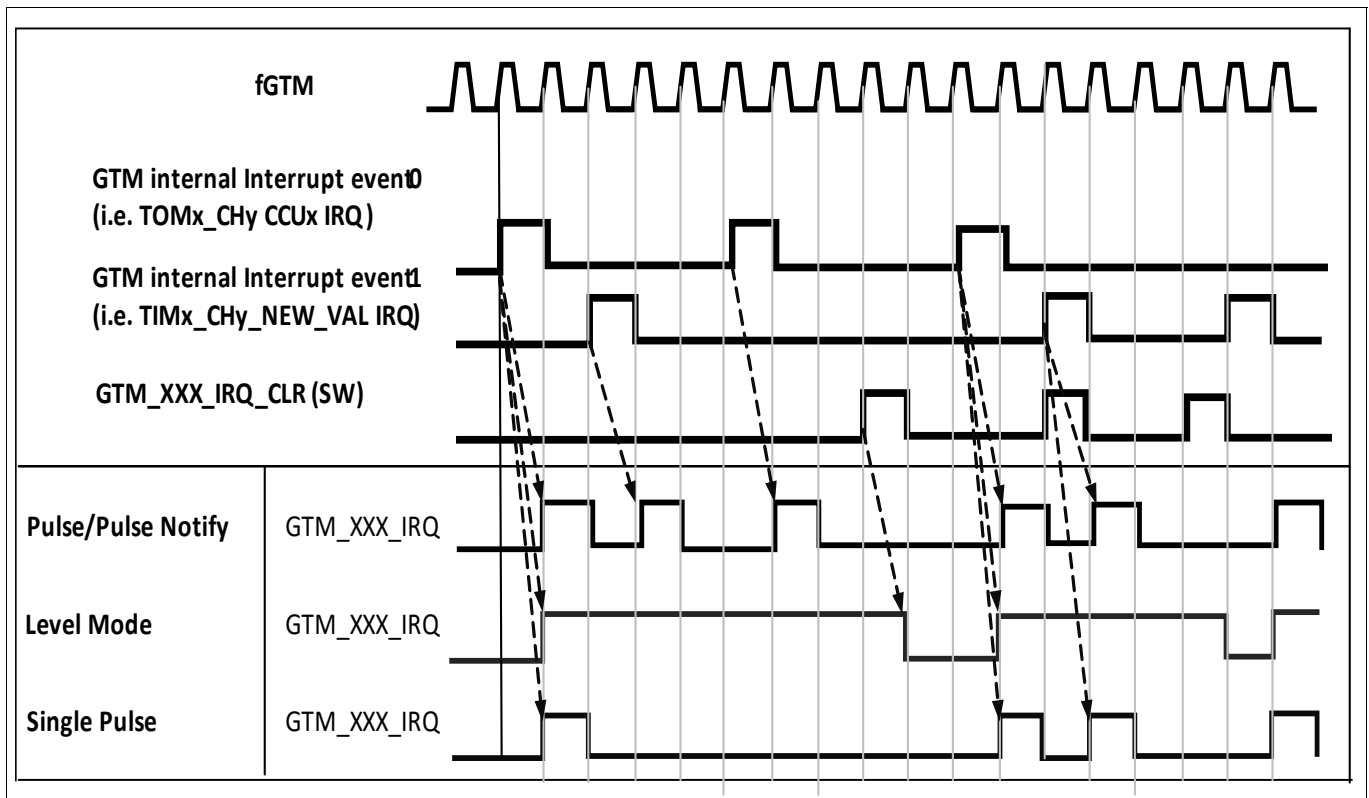 fGTM
GTM internal Interrupt event0
(i.e. TOMx_CHy CCUx IRQ)
GTM internal Interrupt event1
(i.e. TIMx_CHy_NEW_VAL IRQ)
GTM_XXX_IRQ_CLR (SW)
Pulse/Pulse Notify GTM_XXX_IRQ
Level Mode GTM_XXX_IRQ
Single Pulse GTM_XXX_IRQ